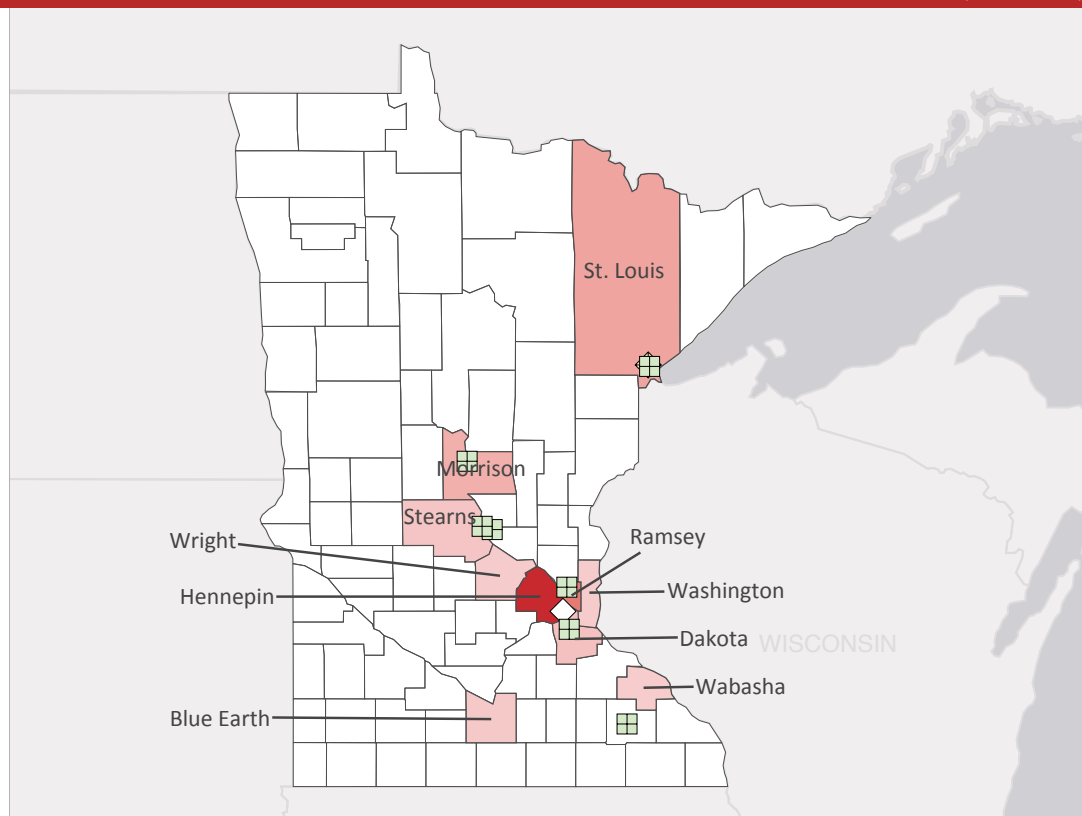 St. Louis
Morrison
Stearns
Wright
Ramsey
Hennepin
Washington
Dakota
WISCONSIN
Wabasha
Blue Earth